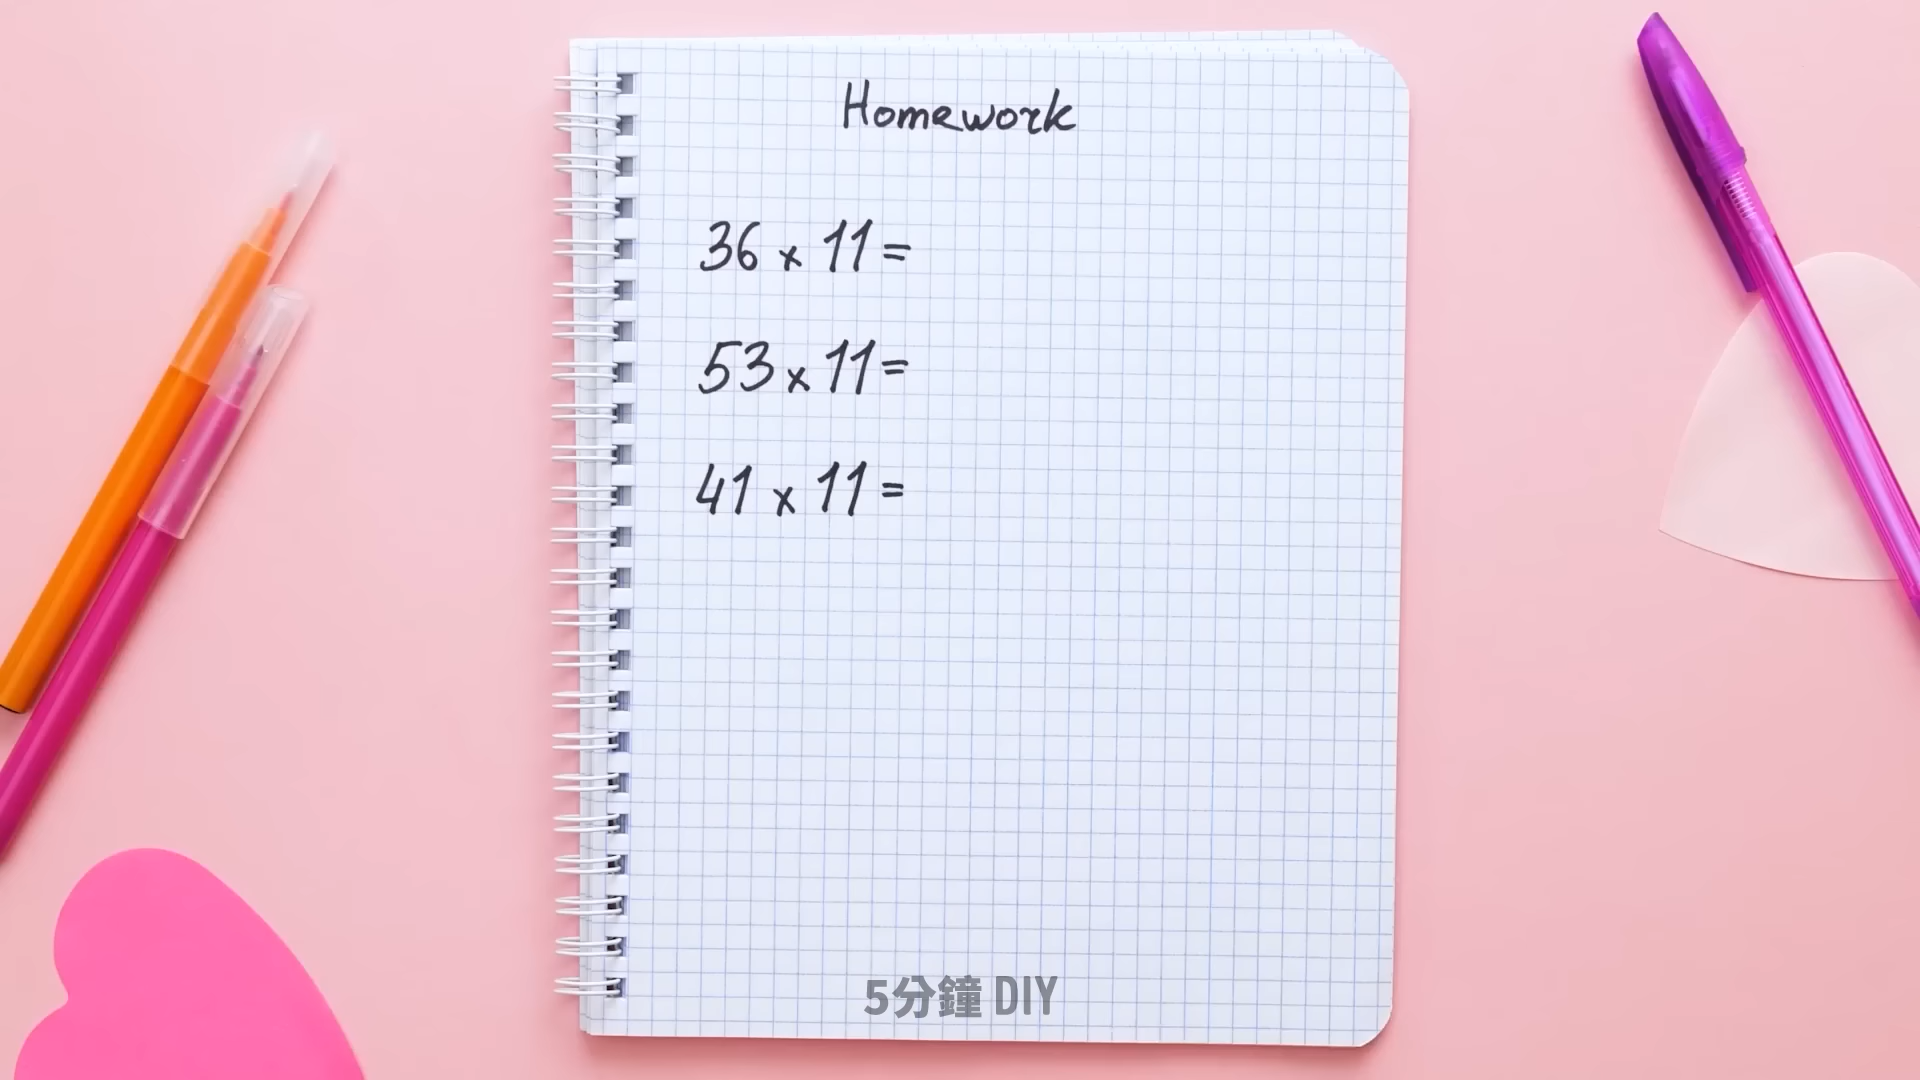 Homework
36 x 11 =
53 x 11 =
41 x 11 =
5分鐘 DIY